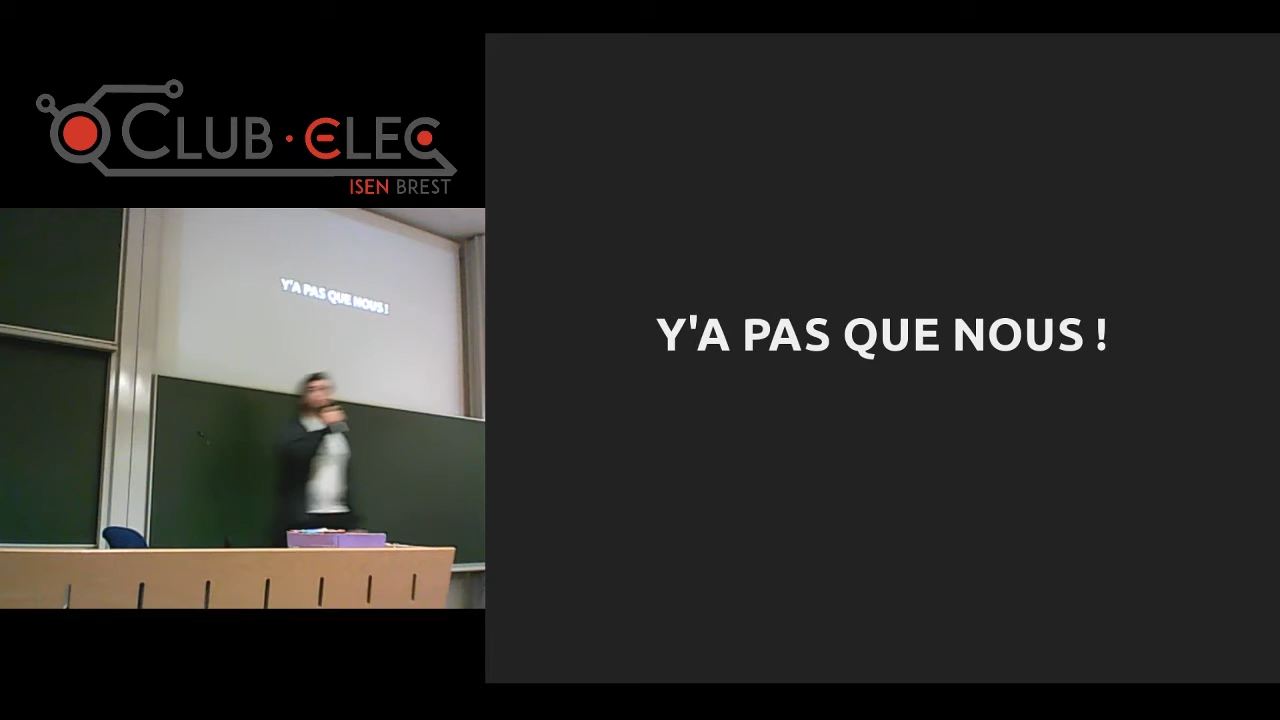 CLUB · ELEC
ISEN BREST
Y'A PAS QUE NOUS !
Y'A PAS QUE NOUS !